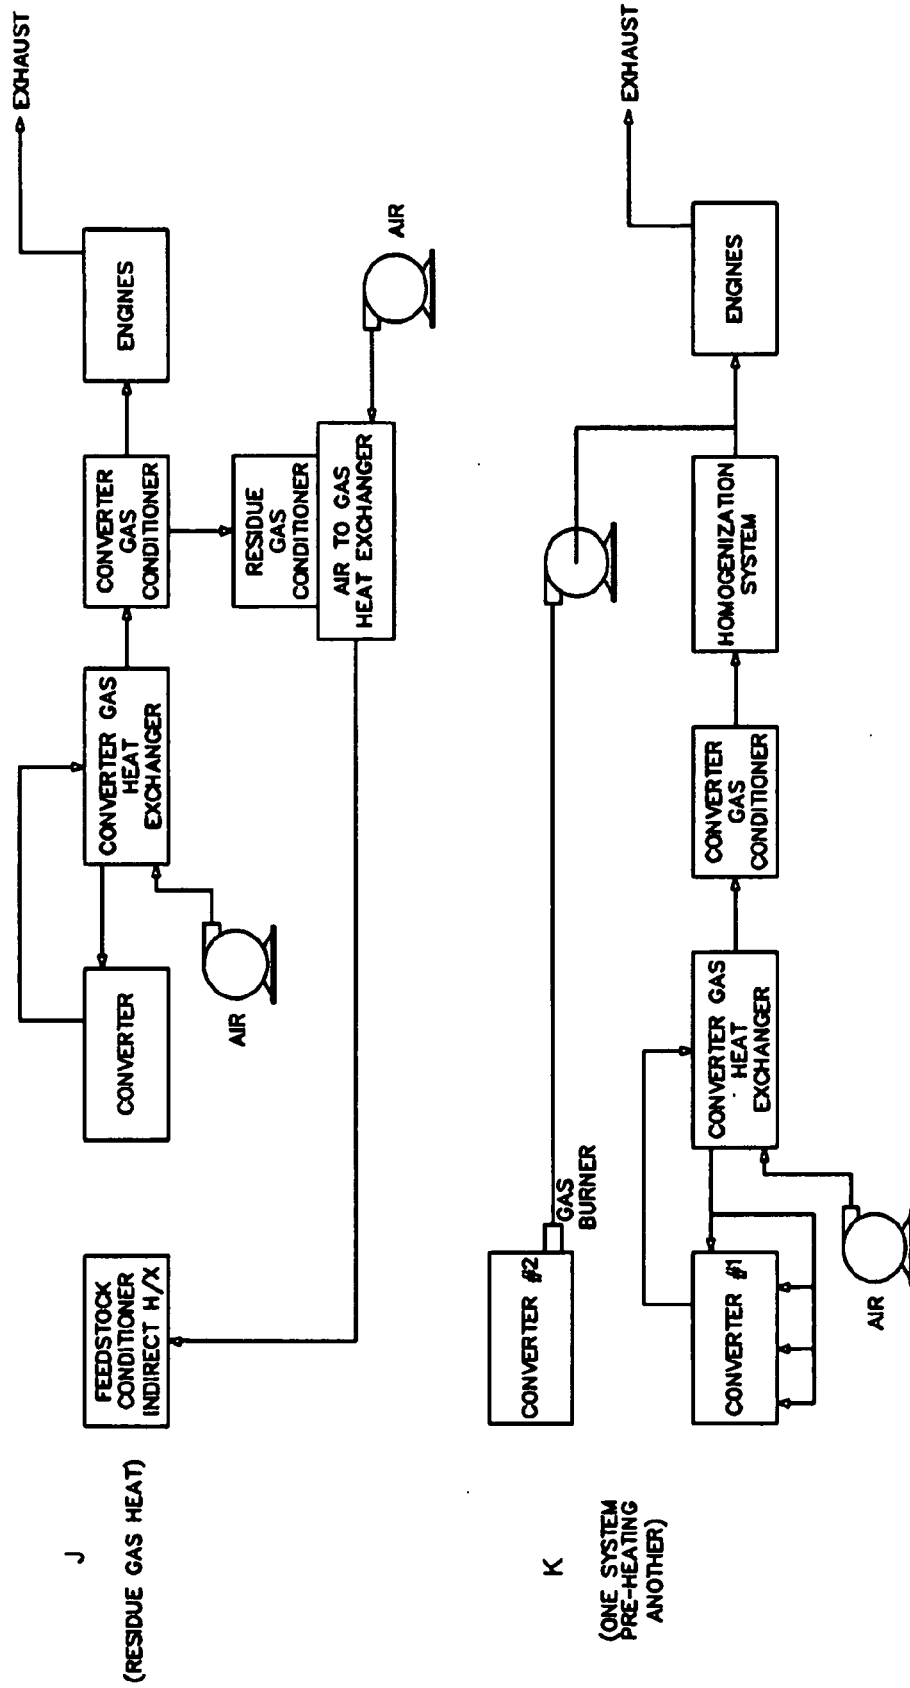 J
(RESIDUE GAS HEAT)
FEEDSTOCK
CONDITIONER
INDIRECT H/X
CONVERTER
AIR
CONVERTER GAS
HEAT
EXCHANGER
CONVERTER
GAS
CONDITIONER
ENGINES
EXHAUST
RESIDUE
GAS
CONDITIONER
AIR TO GAS
HEAT EXCHANGER
AIR
K
(ONE SYSTEM
PRE-HEATING
ANOTHER)
CONVERTER #2
GAS
BURNER
CONVERTER #1
AIR
CONVERTER GAS
HEAT
EXCHANGER
CONVERTER
GAS
CONDITIONER
HOMOGENIZATION
SYSTEM
ENGINES
EXHAUST